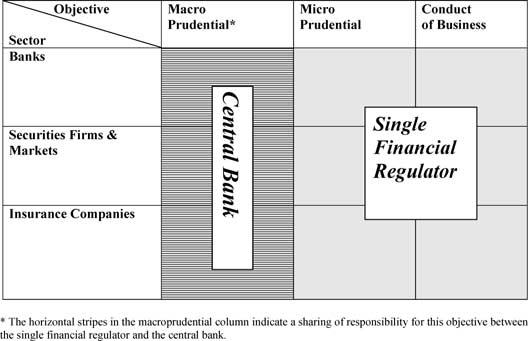 Objective
Sector
Macro
Prudential*
Micro
Prudential
Conduct
of Business
Banks
Securities Firms &
Markets
Insurance Companies
Central Bank
Single
Financial
Regulator
* The horizontal stripes in the macroprudential column indicate a sharing of responsibility for this objective between
the single financial regulator and the central bank.